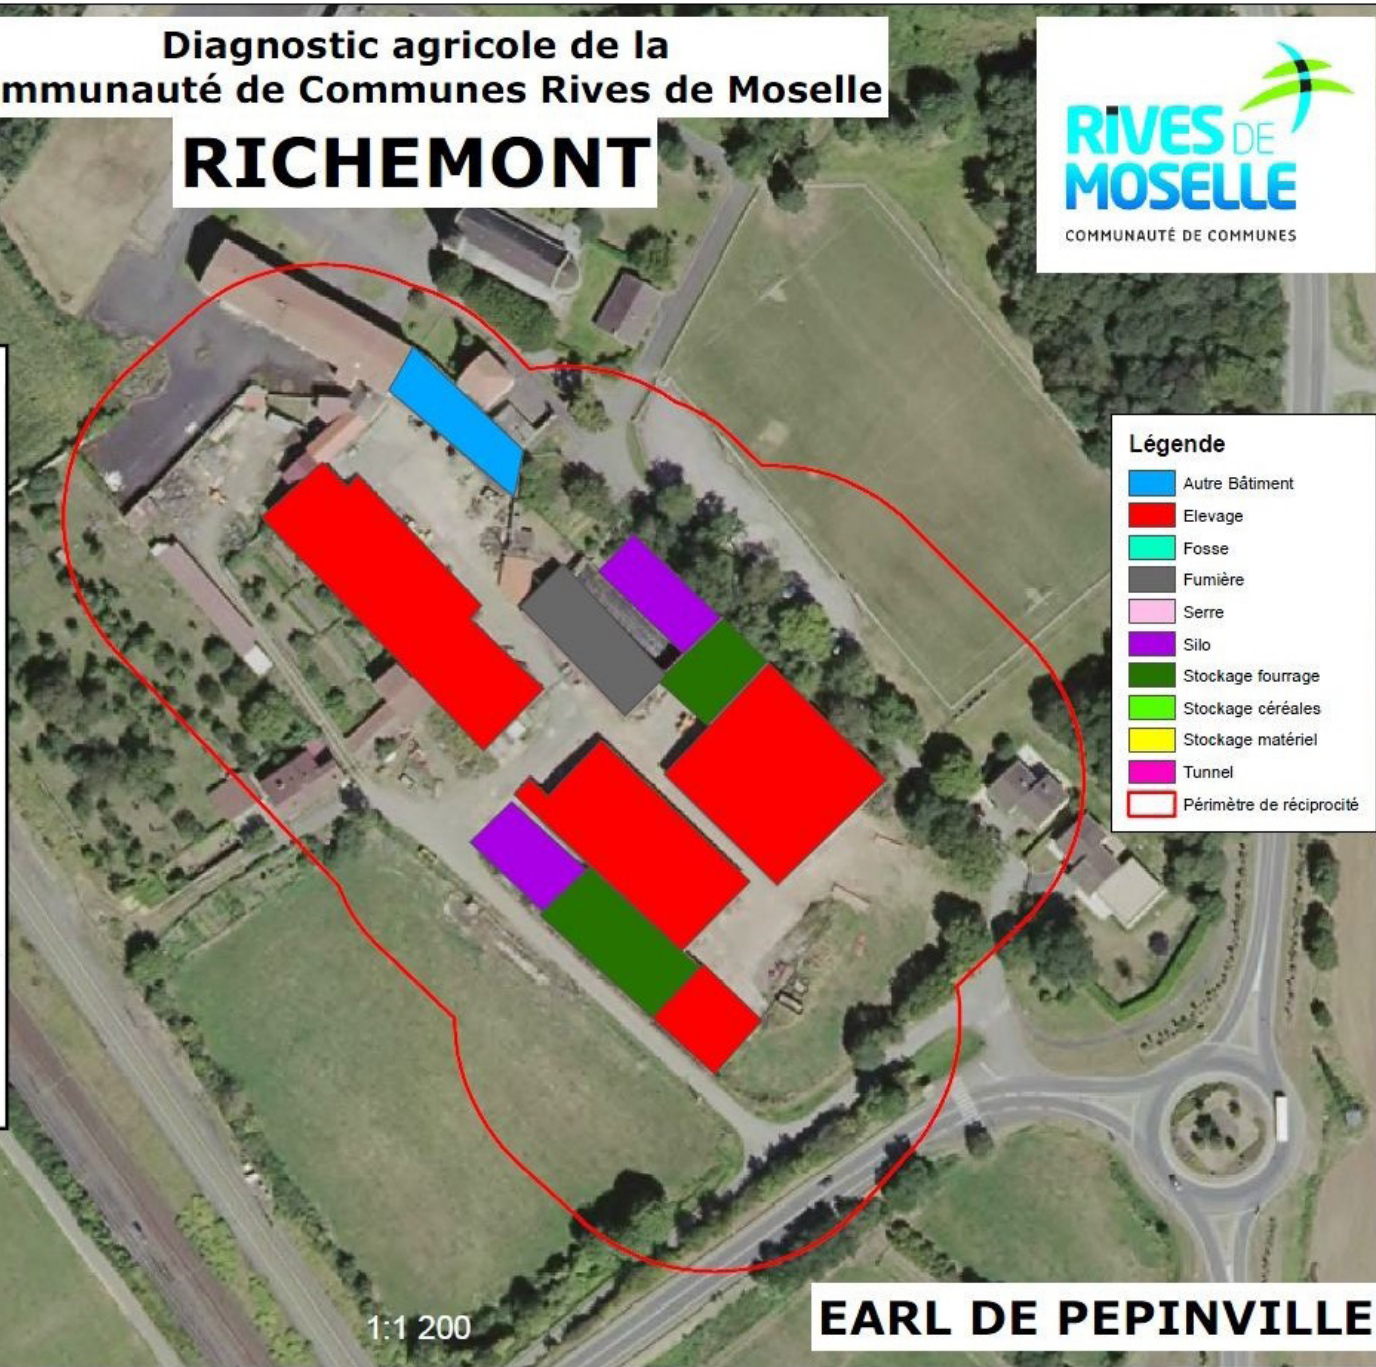 Diagnostic agricole de la
mmunauté de Communes Rives de Moselle
RICHEMONT
RiVES DE
MOSELLE
COMMUNAUTÉ DE COMMUNES
Légende
Autre Bâtiment
Elevage
Fosse
Fumière
Serre
Silo
Stockage fourrage
Stockage céréales
Stockage matériel
Tunnel
Périmètre de réciprocité
1:1 200
EARL DE PEPINVILLE